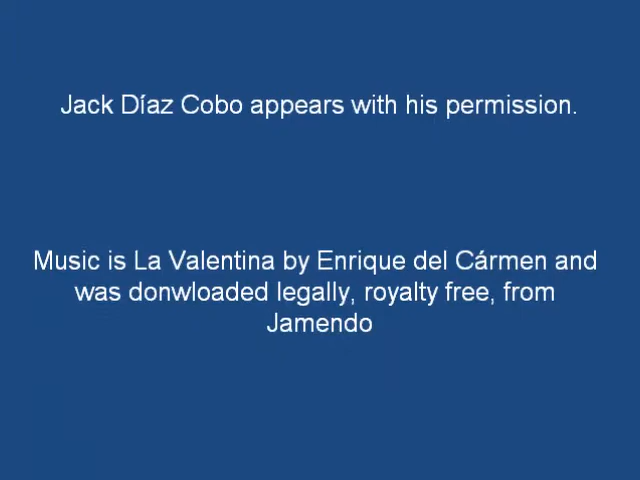 Jack Díaz Cobo appears with his permission.
Music is La Valentina by Enrique del Cármen and
was donwloaded legally, royalty free, from
Jamendo